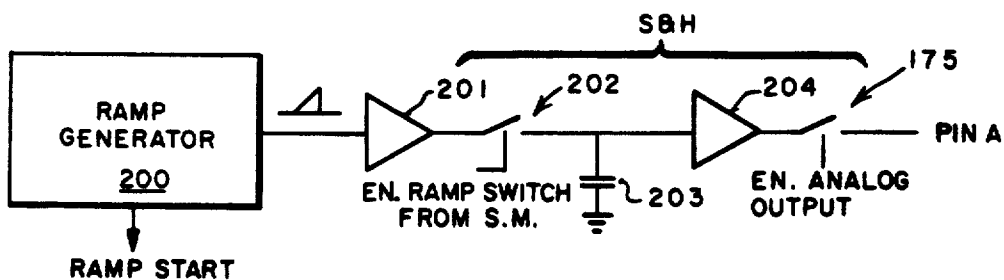 S&H
RAMP
GENERATOR
200
201
202
204
175
PIN A
EN. RAMP SWITCH
FROM S.M.
203
EN. ANALOG
OUTPUT
RAMP START